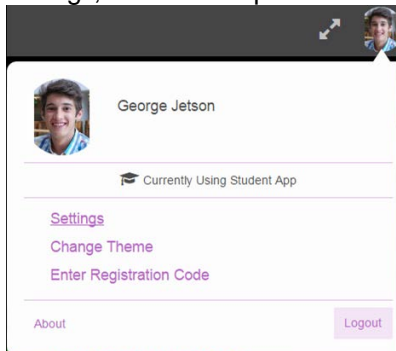 George Jetson
Currently Using Student App
Settings
Change Theme
Enter Registration Code
About
Logout